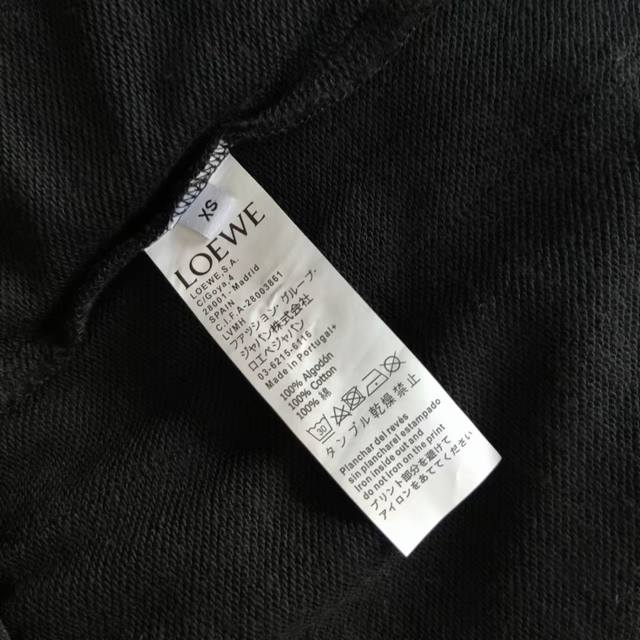 XS
LOEWE
LOEWE, S.A.
GIGOVIA, 8
28001 - Madrid
SPAIN
C.I.F. A-28003861
LVMH
ファッション・グループ・
ジャパン株式会社
ロエベジャパン
03-6215-6116
Made in Portugal
100% Algodón
100% Cotton
100% 綿
タンブル乾燥禁止
Planchar del revés
sin planchar el estampado
Iron inside out and
do not iron on the print
プリント部分を避けて
アイロンをあててください